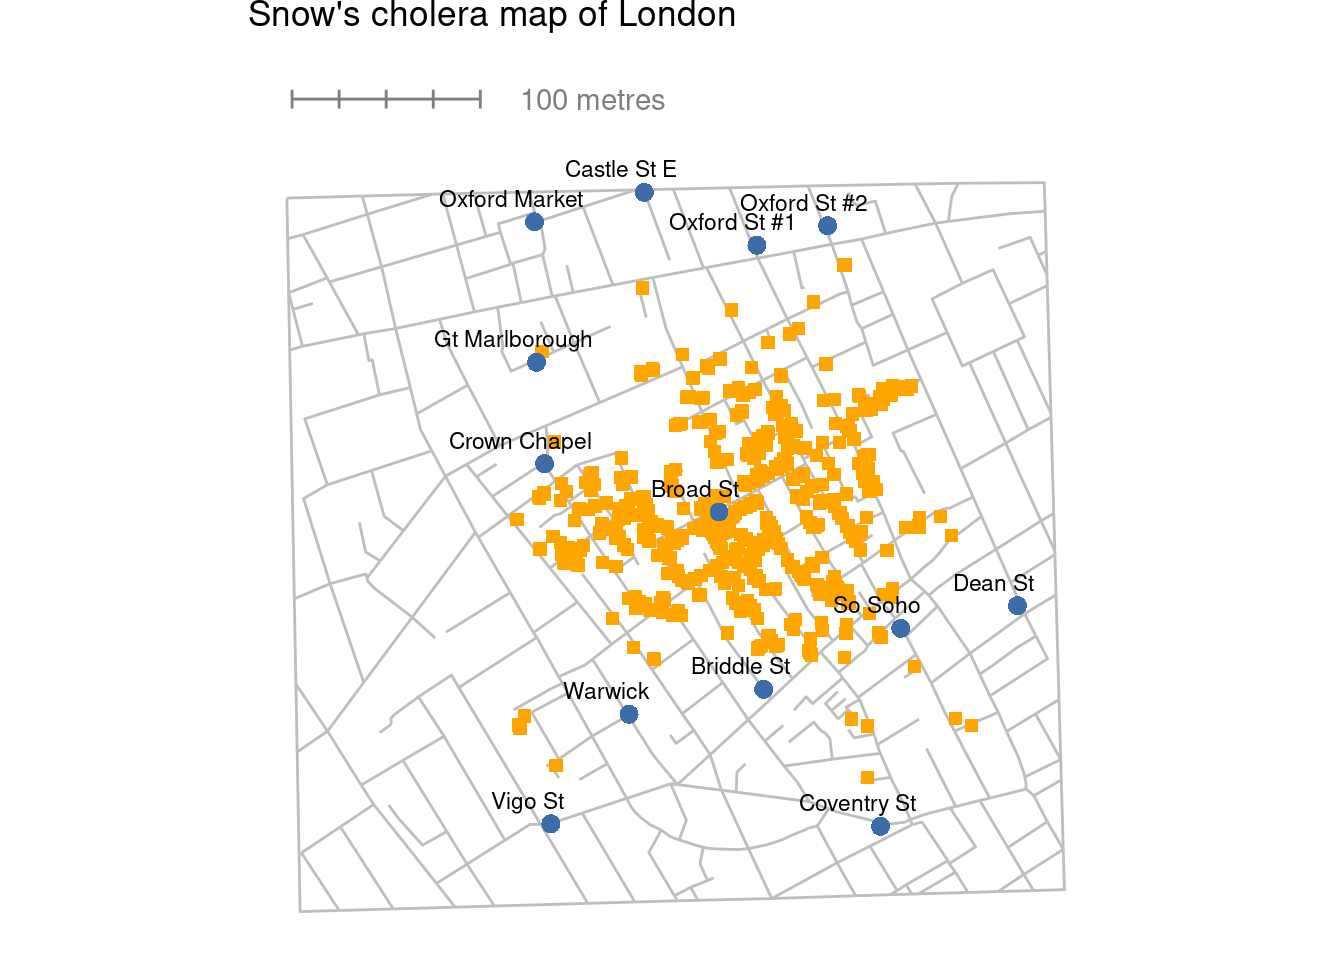 Snow's cholera map of London
100 metres
Castle St E
Oxford Market
Oxford St #2
Oxford St #1
Gt Marlborough
Crown Chapel
Broad St
Dean St
So Soho
Briddle St
Warwick
Vigo St
Coventry St